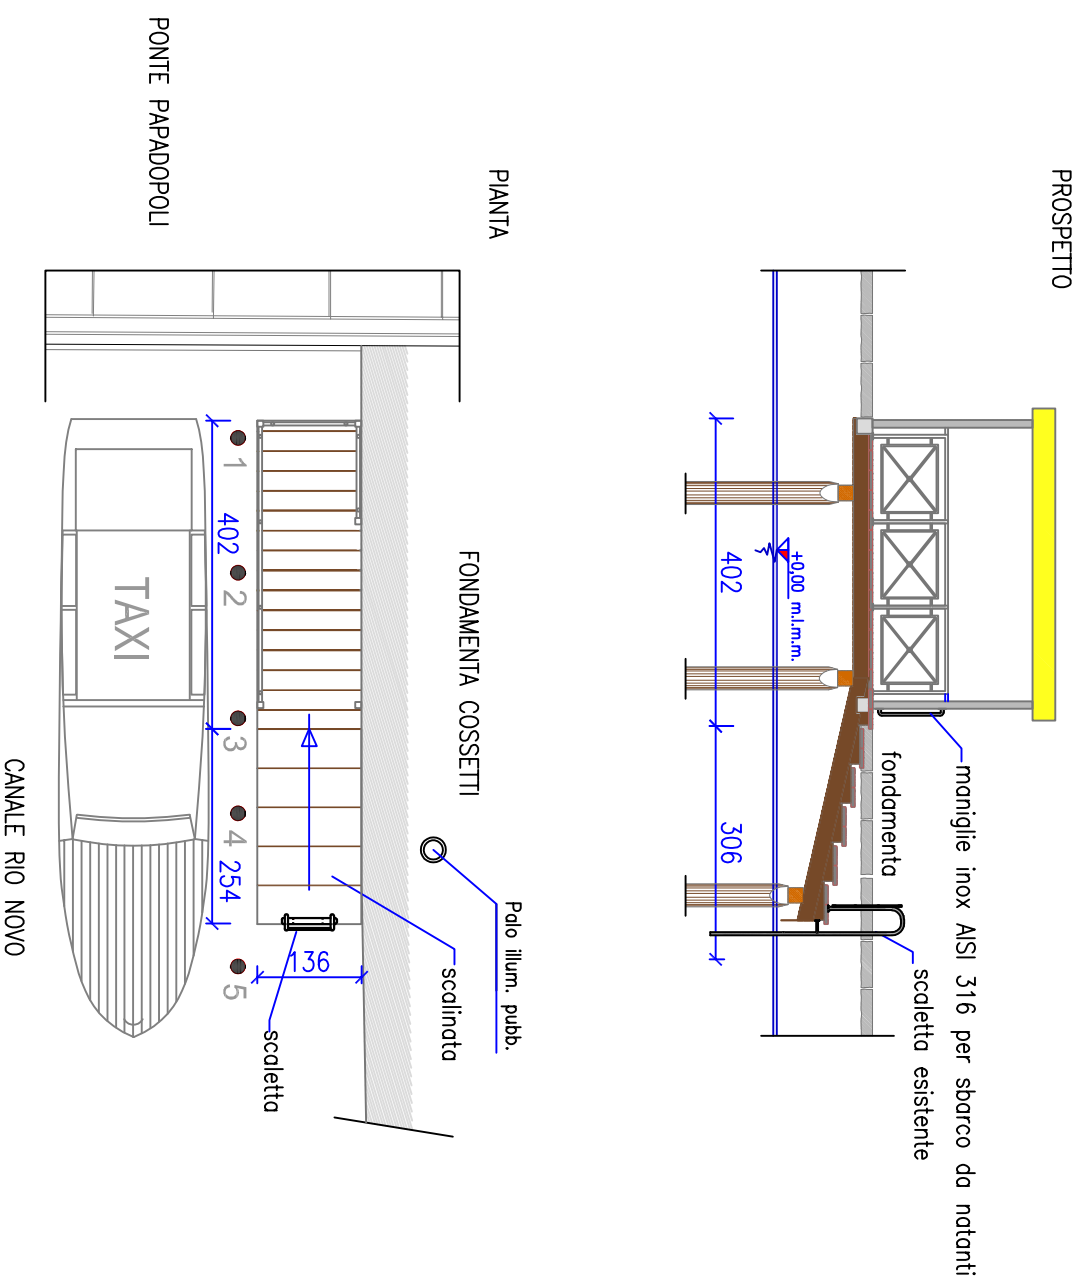 PROSPETTO
maniglie inox AISI 316 per sbarco da natanti
scaletta esistente
fondamenta
+0,00 m.l.m.m.
402
306
PIANTA
Palo illum. pubb.
FONDAMENTA COSSETTI
scalinata
136
scaletta
1
2
3
4
5
402
254
PONTE PAPADOPOLI
TAXI
CANALE RIO NOVO